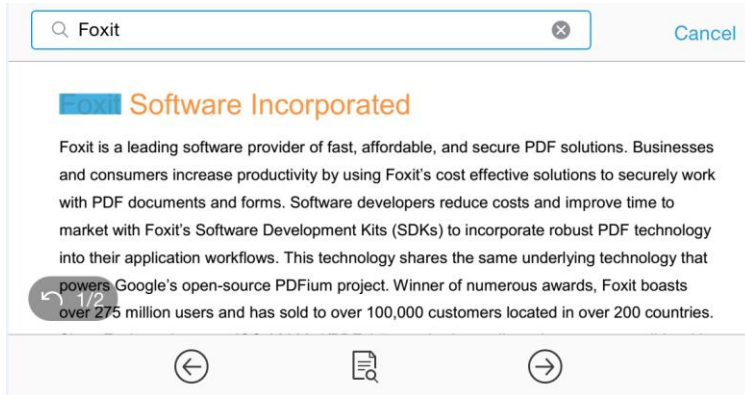 Foxit
Cancel
Foxit Software Incorporated
Foxit is a leading software provider of fast, affordable, and secure PDF solutions. Businesses
and consumers increase productivity by using Foxit's cost effective solutions to securely work
with PDF documents and forms. Software developers reduce costs and improve time to
market with Foxit's Software Development Kits (SDKs) to incorporate robust PDF technology
into their application workflows. This technology shares the same underlying technology that
powers Google's open-source PDFium project. Winner of numerous awards, Foxit boasts
1/2
over 275 million users and has sold to over 100,000 customers located in over 200 countries.